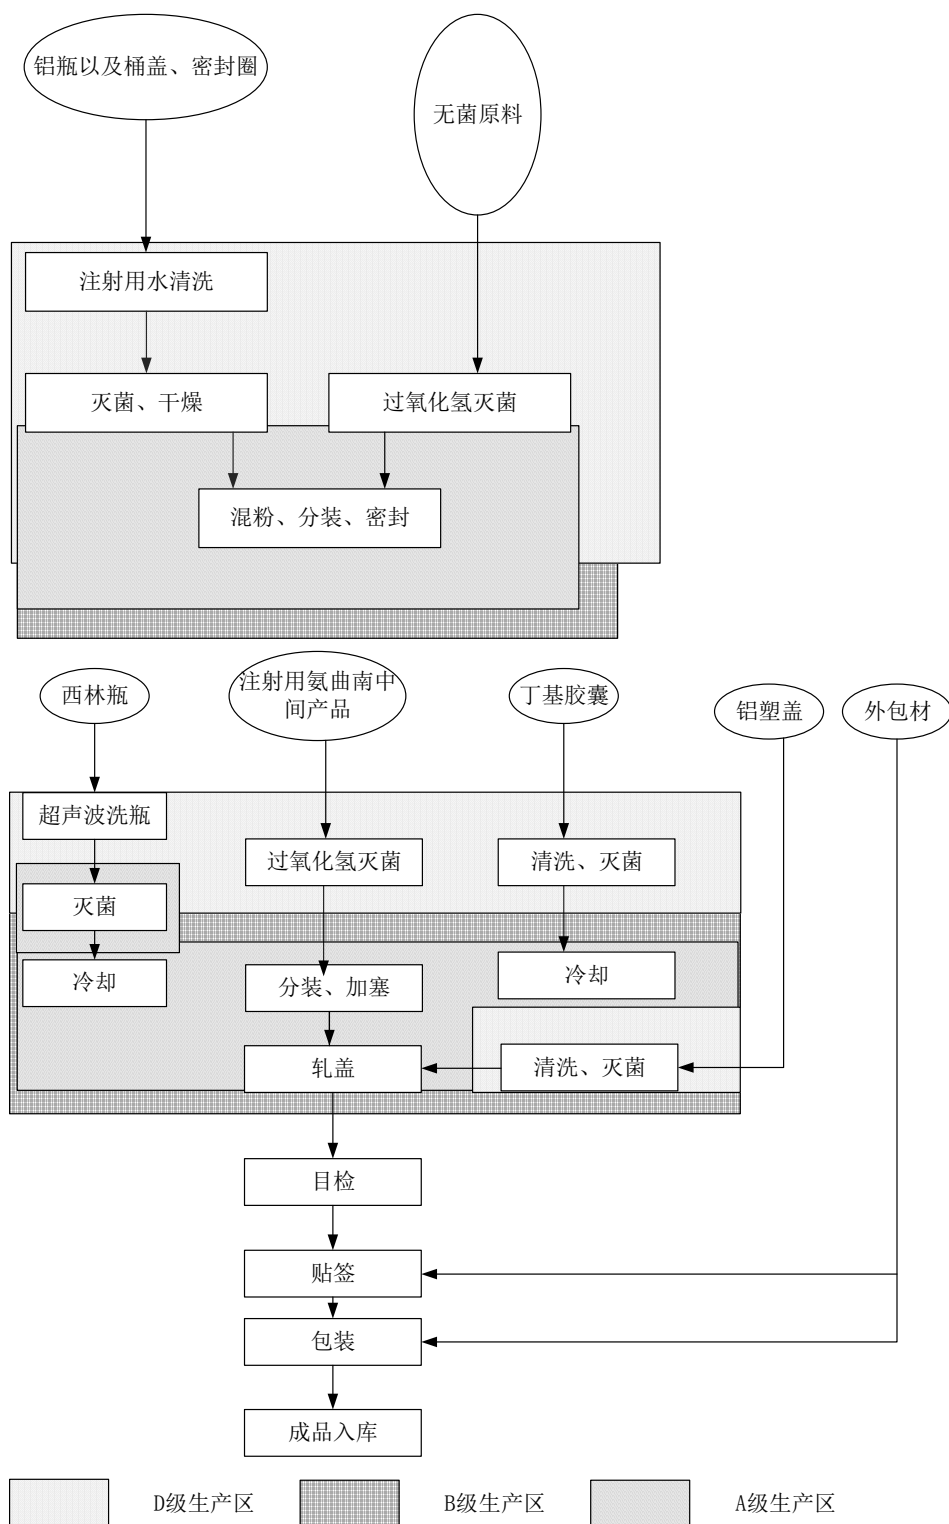 铝瓶以及桶盖、密封圈
无菌原料
注射用水清洗
灭菌、干燥
过氧化氢灭菌
混粉、分装、密封
西林瓶
注射用氨曲南中
间产品
丁基胶囊
铝塑盖
外包材
超声波洗瓶
过氧化氢灭菌
清洗、灭菌
灭菌
冷却
分装、加塞
冷却
轧盖
清洗、灭菌
目检
贴签
包装
成品入库
D级生产区
B级生产区
A级生产区